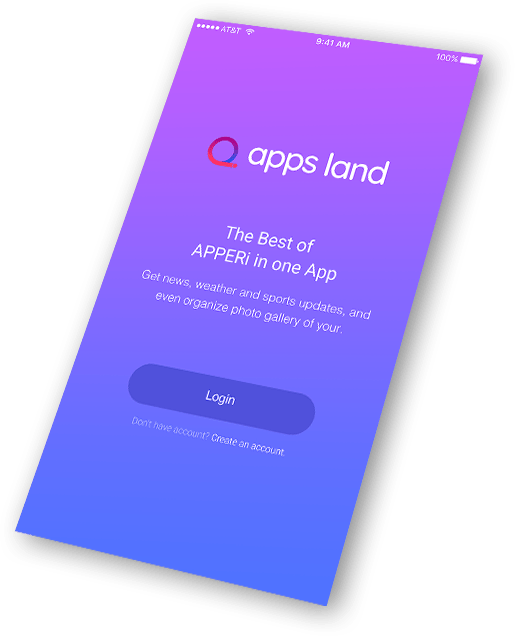 AT&T 9:41 AM 100%
apps land
The Best of
APPERi in one App
Get news, weather and sports updates, and
even organize photo gallery of your.
Login
Don't have account? Create an account.